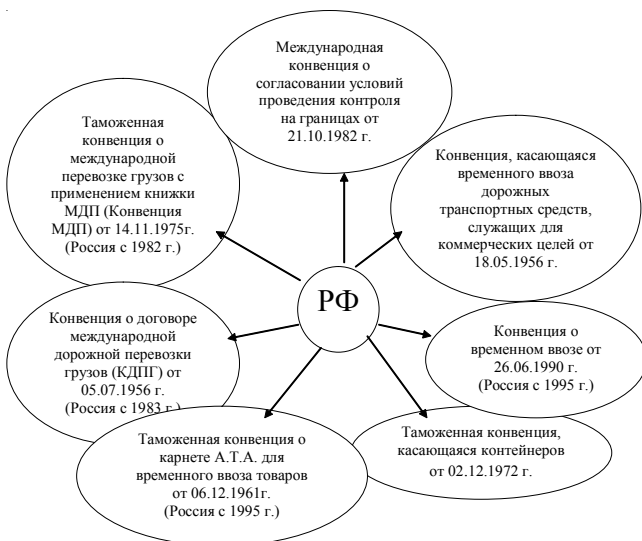 Международная
конвенция о
согласовании условий
проведения контроля
на границах от
21.10.1982 г.
Таможенная
конвенция о
международной
перевозке грузов с
применением книжки
МДП (Конвенция
МДП) от 14.11.1975г.
(Россия с 1982 г.)
Конвенция, касающаяся
временного ввоза
дорожных
транспортных средств,
служащих для
коммерческих целей от
18.05.1956 г.
РФ
Конвенция о договоре
международной
дорожной перевозки
грузов (КДПГ) от
05.07.1956 г.
(Россия с 1983 г.)
Конвенция о
временном ввозе от
26.06.1990 г.
(Россия с 1995 г.)
Таможенная конвенция о
карнете А.Т.А. для
временного ввоза товаров
от 06.12.1961г.
(Россия с 1995 г.)
Таможенная конвенция,
касающаяся контейнеров
от 02.12.1972 г.